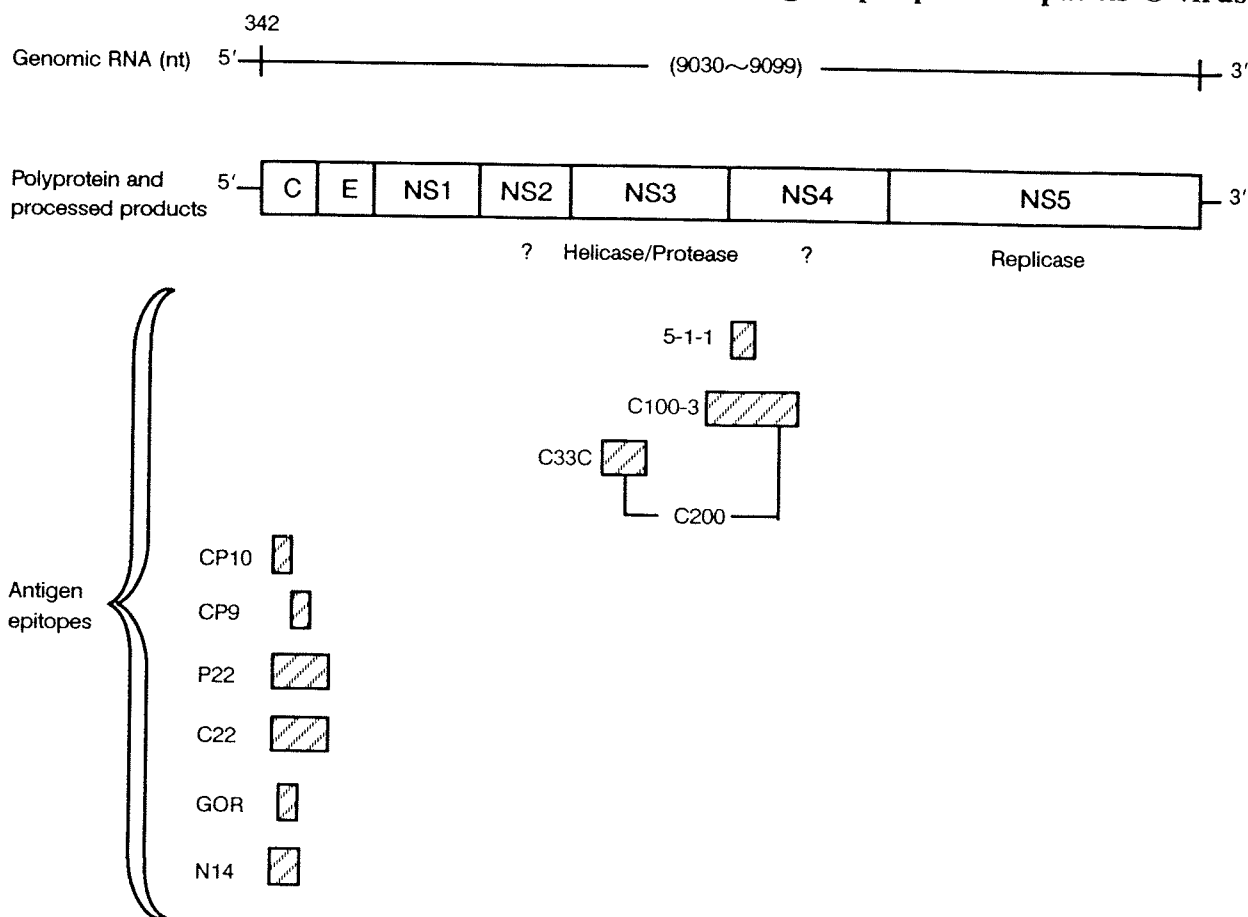 C virus
342
Genomic RNA (nt) 5′ (9030～9099) 3′
Polyprotein and
processed products
5′ C E NS1 NS2 NS3 NS4 NS5 3′
? Helicase/Protease ? Replicase
5-1-1
C100-3
C33C
C200
CP10
Antigen
epitopes
CP9
P22
C22
GOR
N14